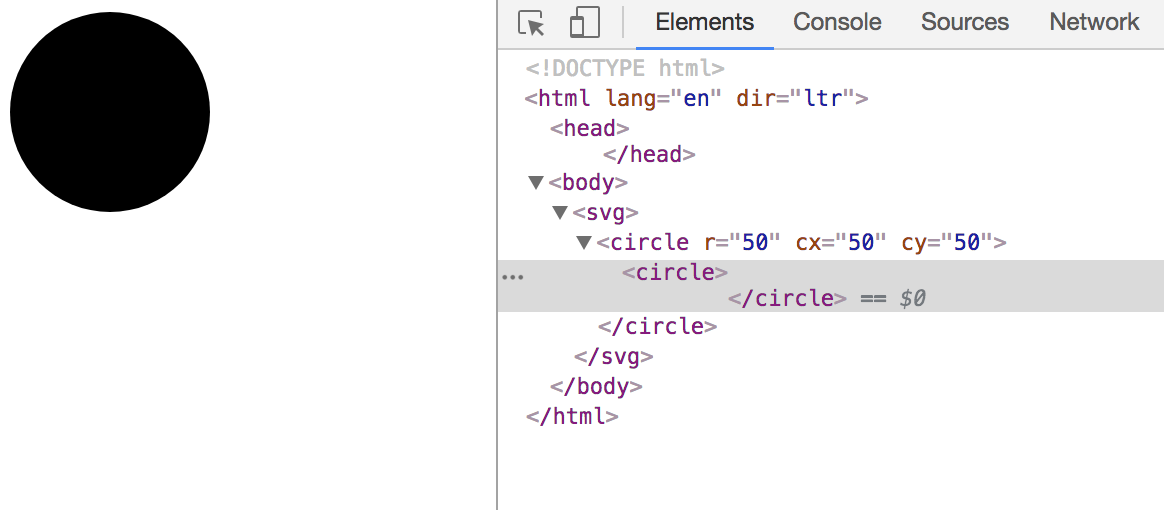 Elements Console Sources Network
<!DOCTYPE html>
<html lang="en" dir="ltr">
<head>
</head>
▼<body>
▼<svg>
▼<circle r="50" cx="50" cy="50">
… <circle>
</circle> == $0
</circle>
</svg>
</body>
</html>